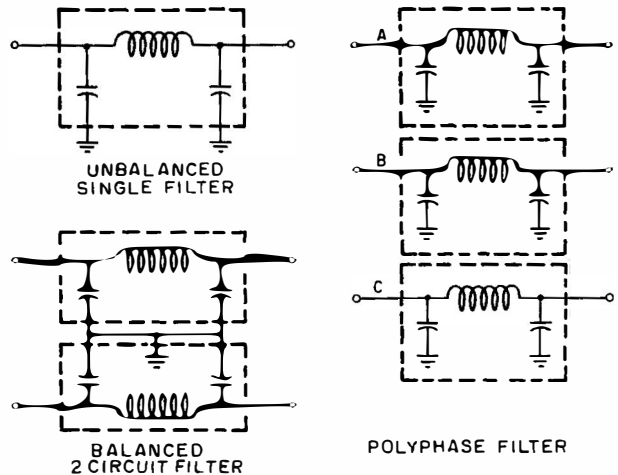 UNBALANCED
SINGLE FILTER
BALANCED
2 CIRCUIT FILTER
A
B
C
POLYPHASE FILTER